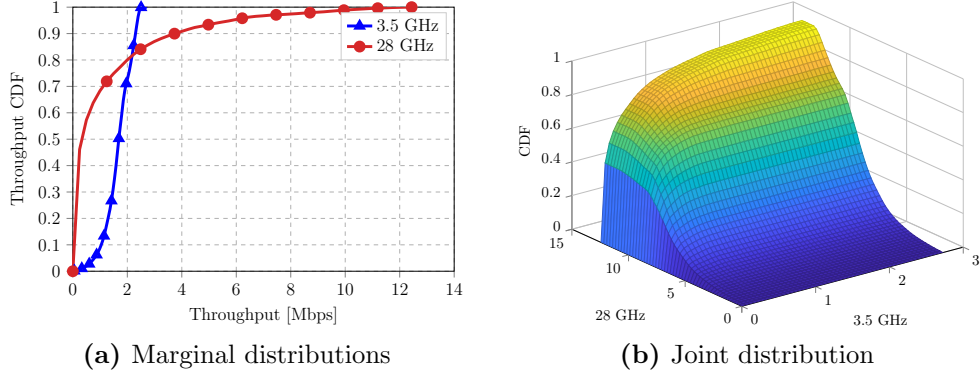 1
0.9
0.8
0.7
0.6
0.5
0.4
0.3
0.2
0.1
0
Throughput CDF
3.5 GHz
28 GHz
0 2 4 6 8 10 12 14
Throughput [Mbps]
(a) Marginal distributions
1
0.8
0.6
0.4
0.2
0
CDF
15
10
5
0
28 GHz
0
1
2
3
3.5 GHz
(b) Joint distribution